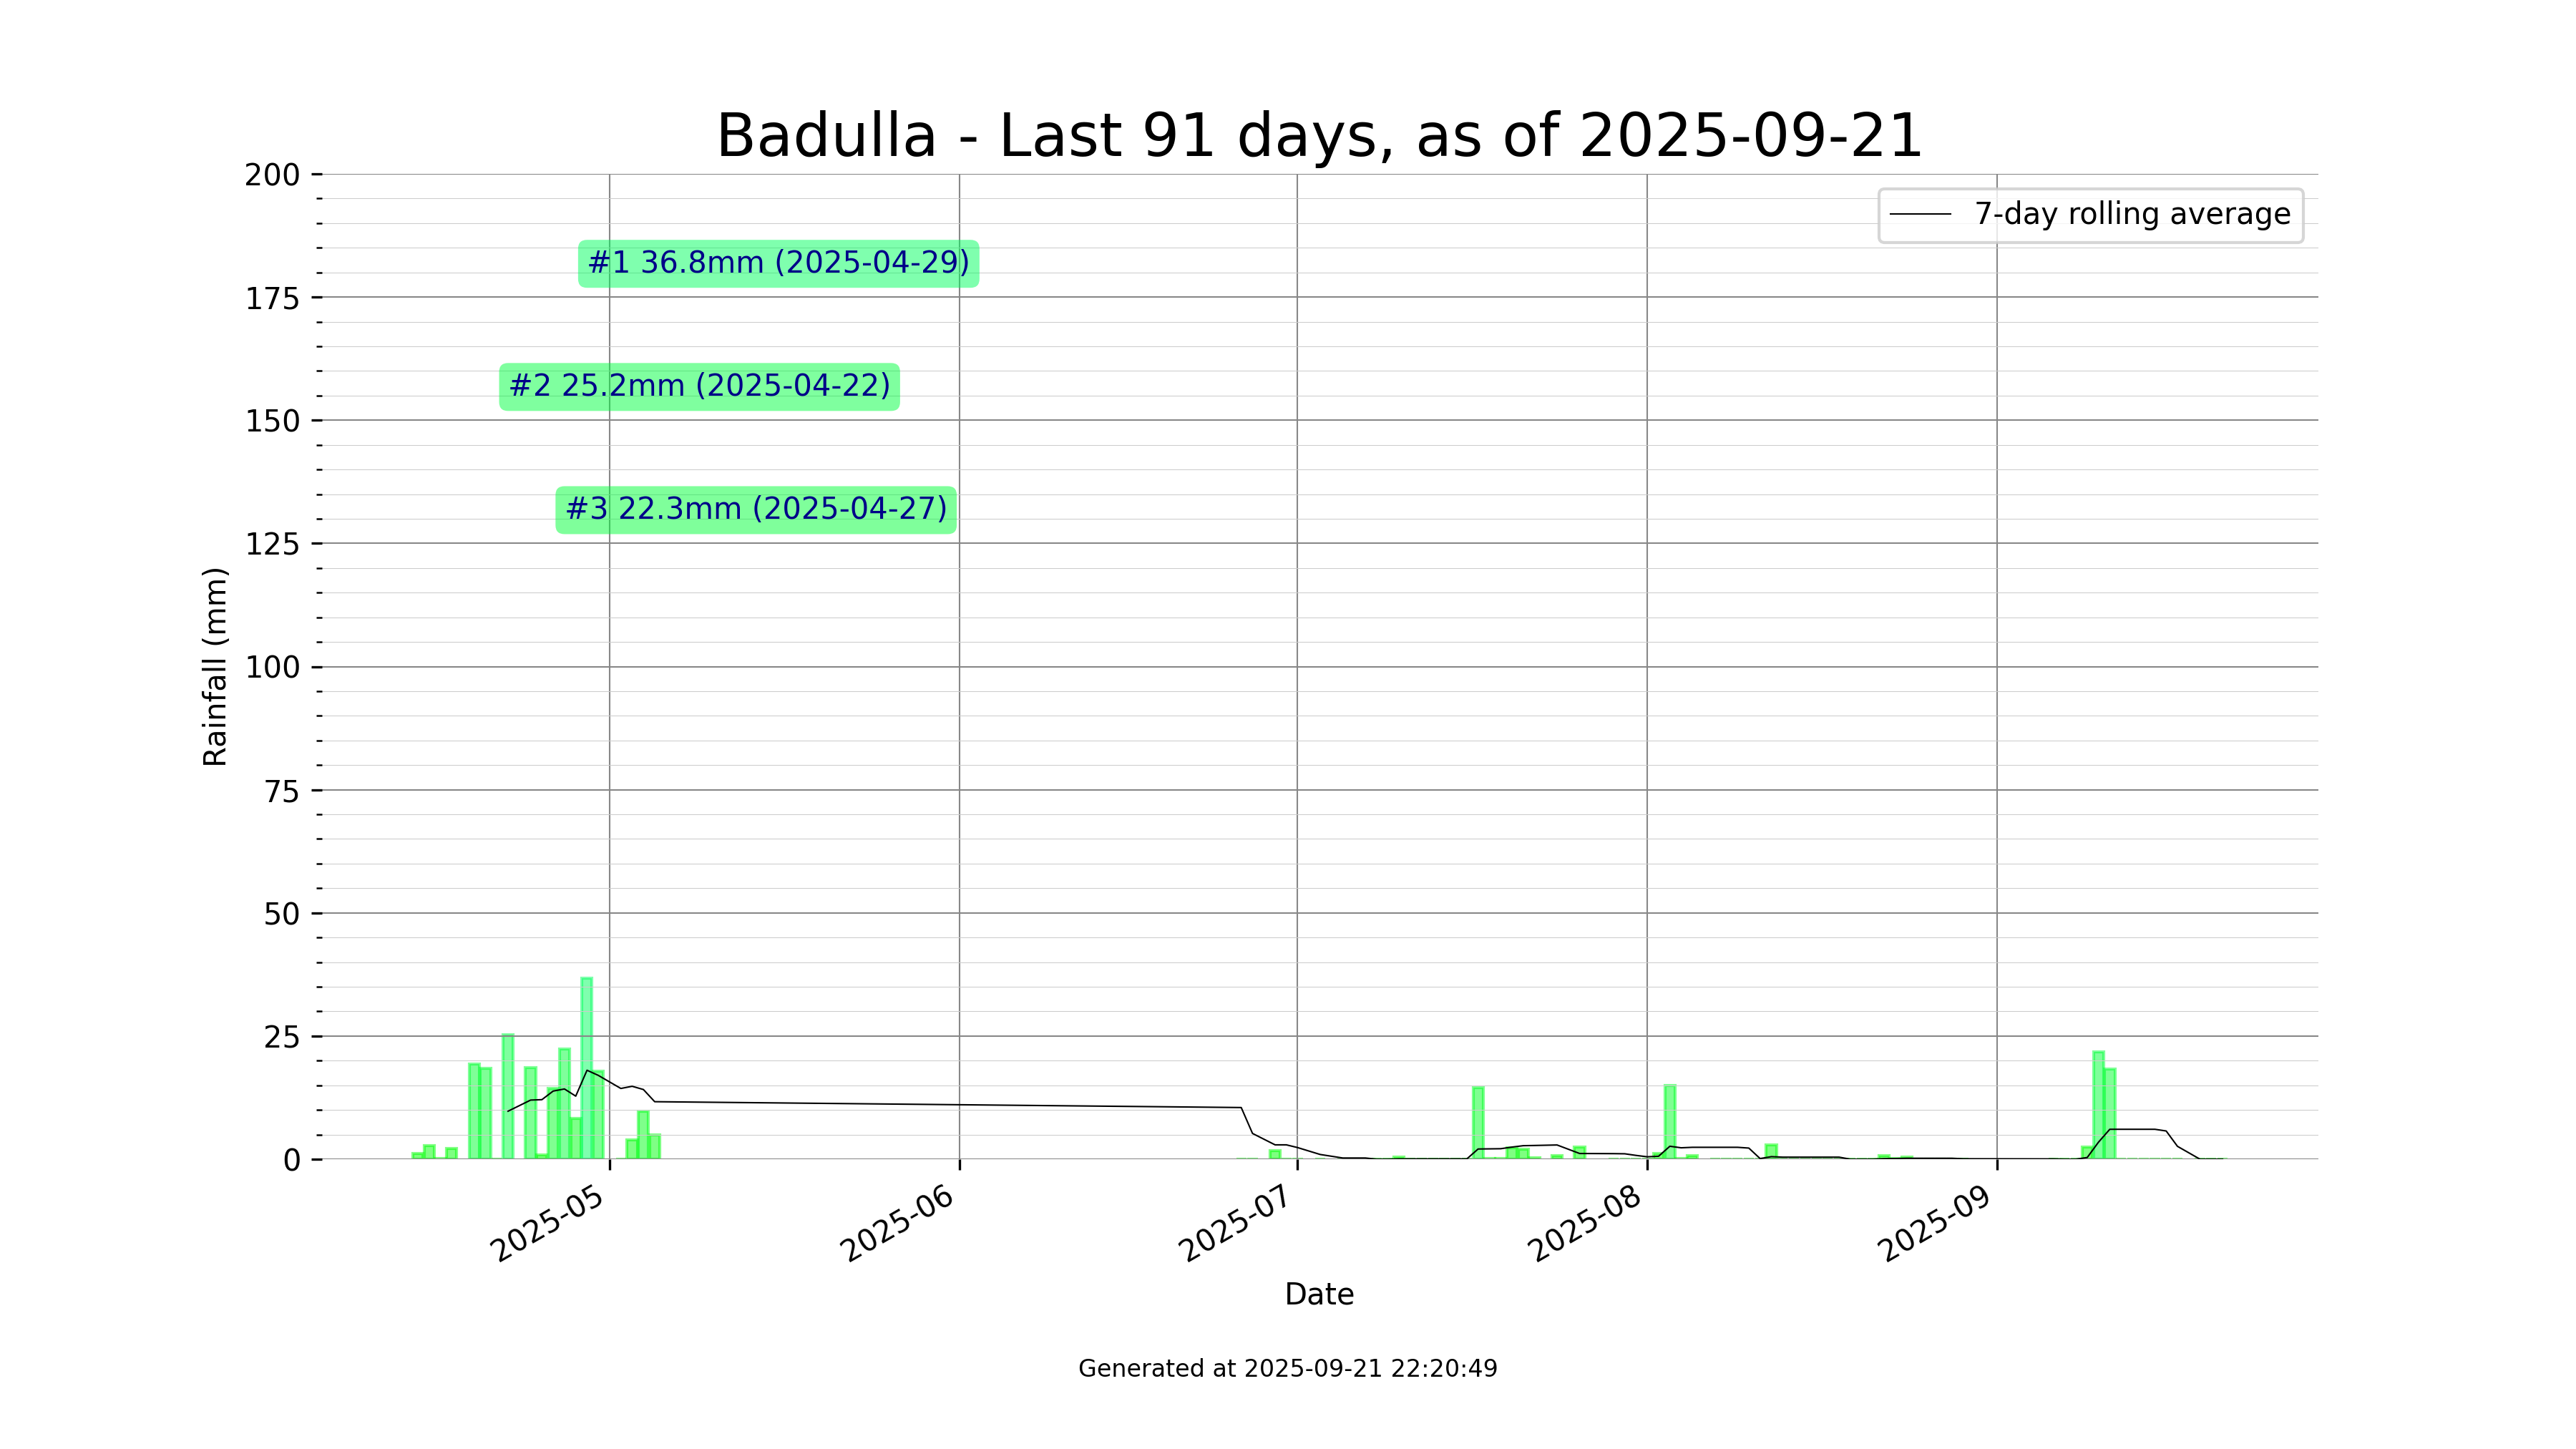 Badulla - Last 91 days, as of 2025-09-21
7-day rolling average
#1 36.8mm (2025-04-29)
#2 25.2mm (2025-04-22)
#3 22.3mm (2025-04-27)
Rainfall (mm)
200
175
150
125
100
75
50
25
0
2025-05
2025-06
2025-07
2025-08
2025-09
Date
Generated at 2025-09-21 22:20:49